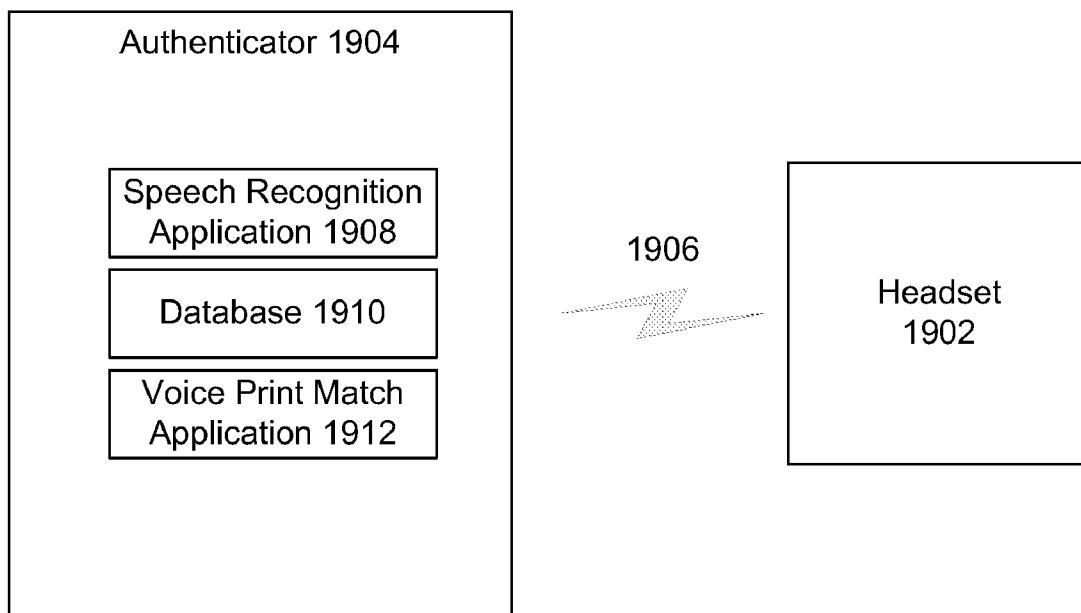 Authenticator 1904
Speech Recognition
Application 1908
Database 1910
Voice Print Match
Application 1912
1906
Headset
1902